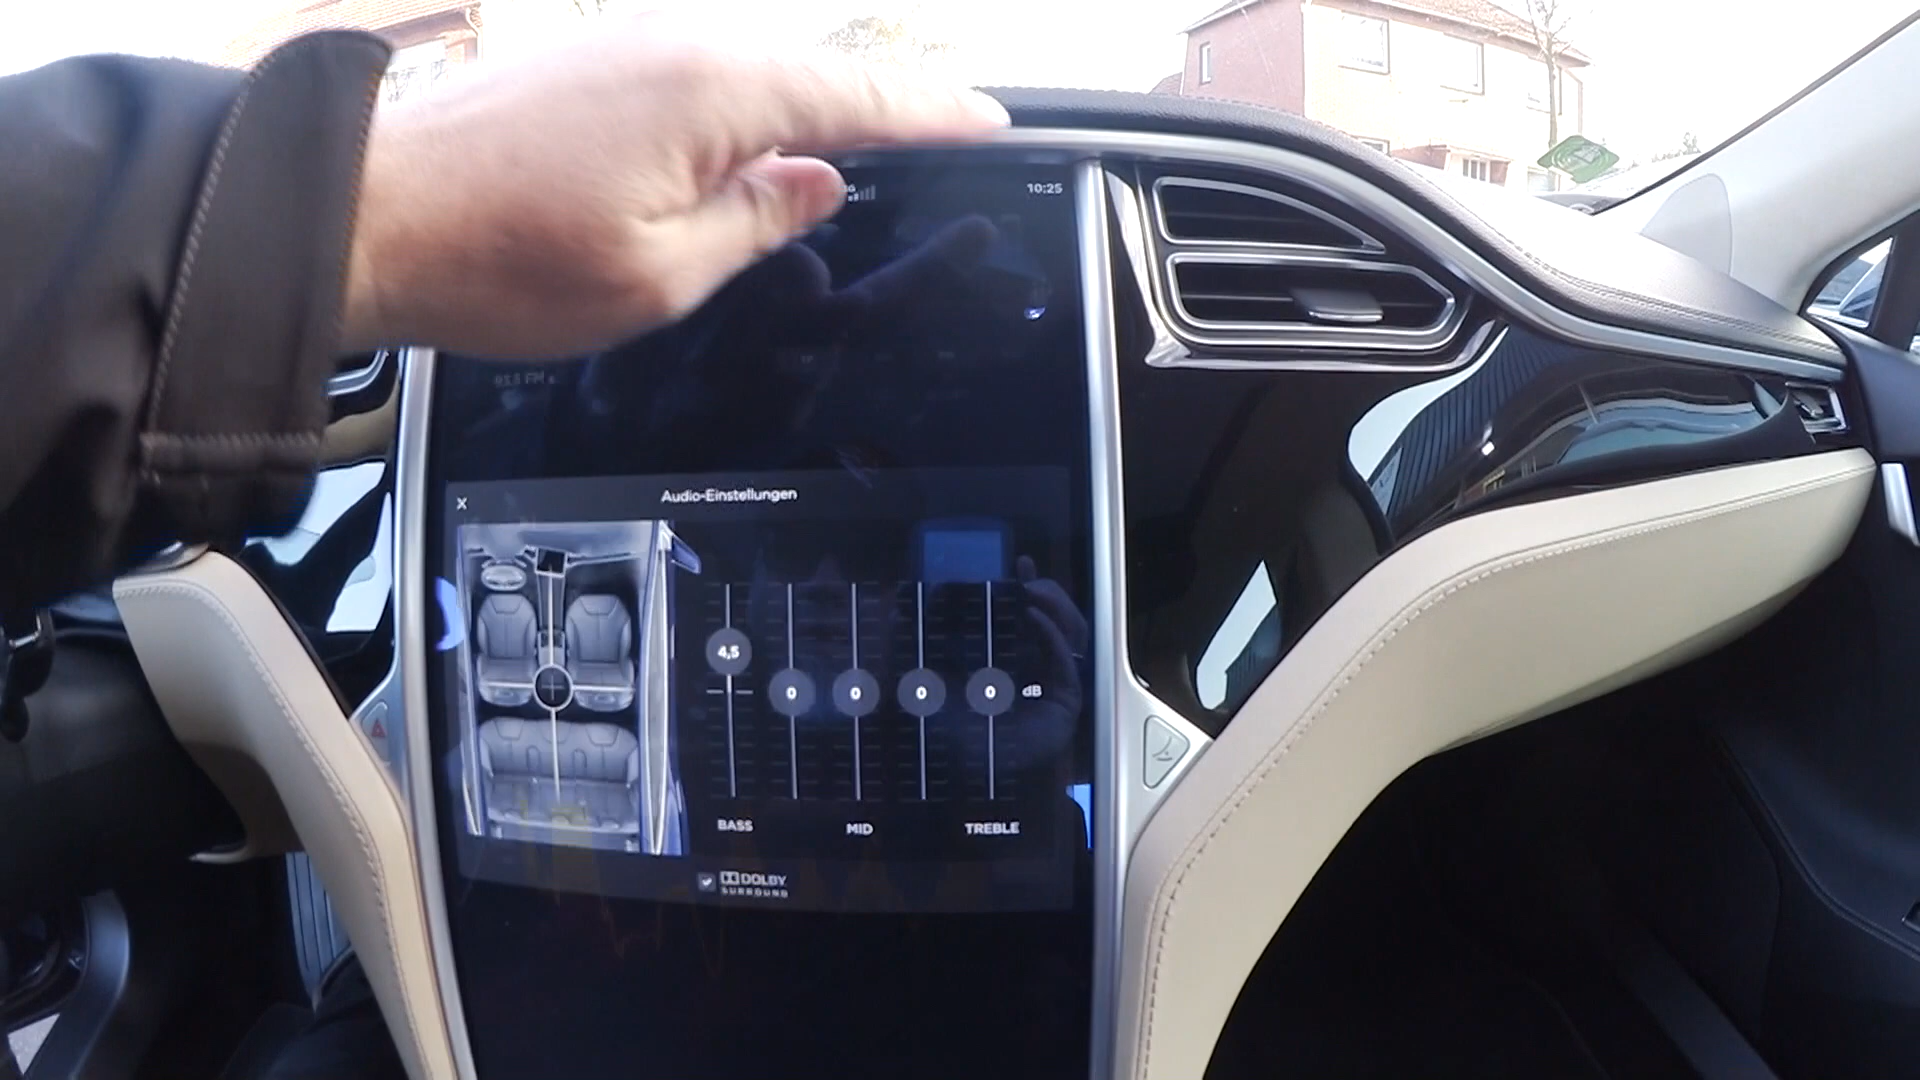 10:25
Audio-Einstellungen
X
4,5
0
0
0
0
dB
BASS
MID
TREBLE
DOLBY
SURROUND